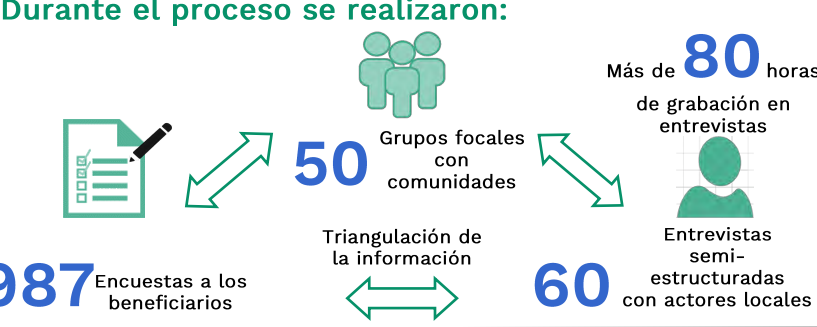 Durante el proceso se realizaron:
Más de 80 horas
de grabación en
entrevistas
50 Grupos focales
con
comunidades
Triangulación de
la información
987 Encuestas a los
beneficiarios
60 Entrevistas
semi-
estructuradas
con actores locales